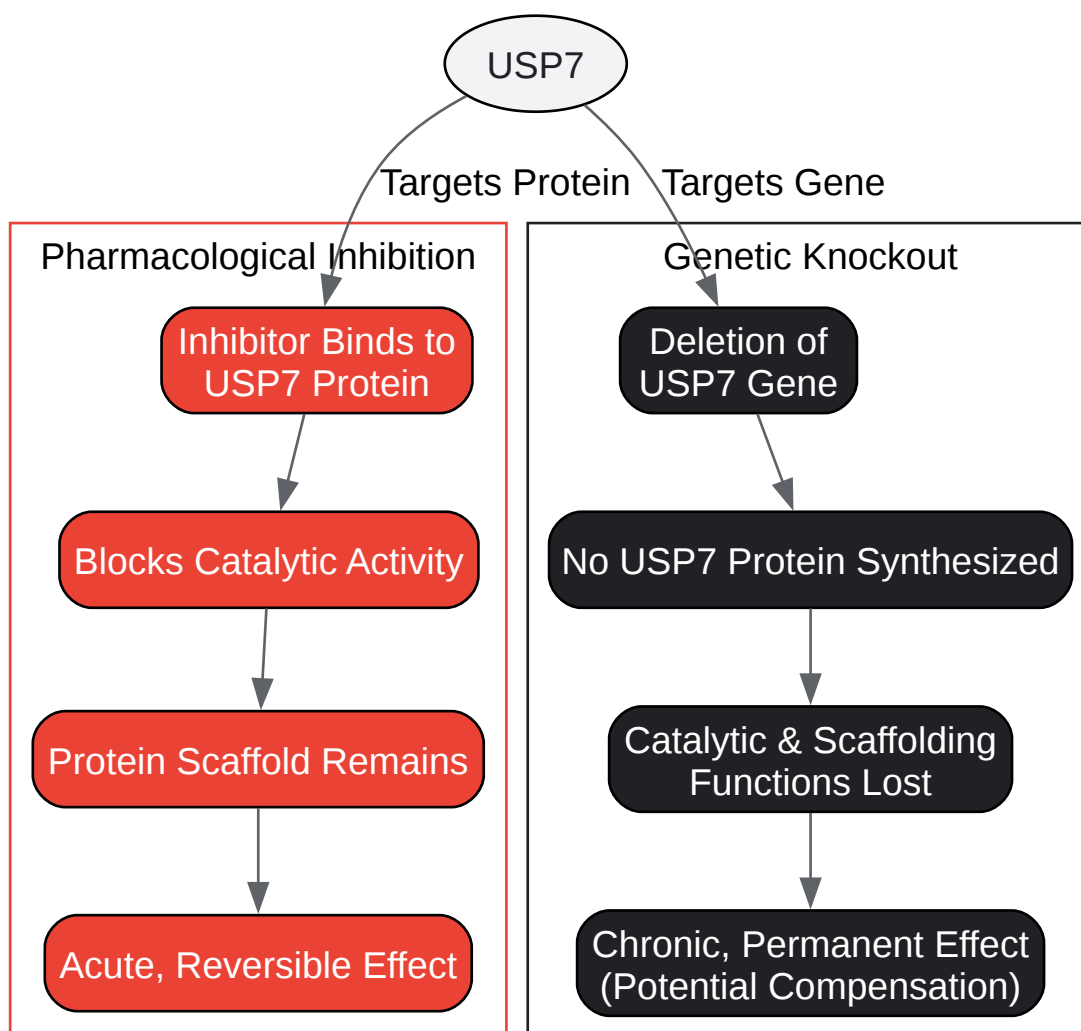 USP7
Targets Protein
Targets Gene
Pharmacological Inhibition
Inhibitor Binds to
USP7 Protein
Blocks Catalytic Activity
Protein Scaffold Remains
Acute, Reversible Effect
Genetic Knockout
Deletion of
USP7 Gene
No USP7 Protein Synthesized
Catalytic & Scaffolding
Functions Lost
Chronic, Permanent Effect
(Potential Compensation)